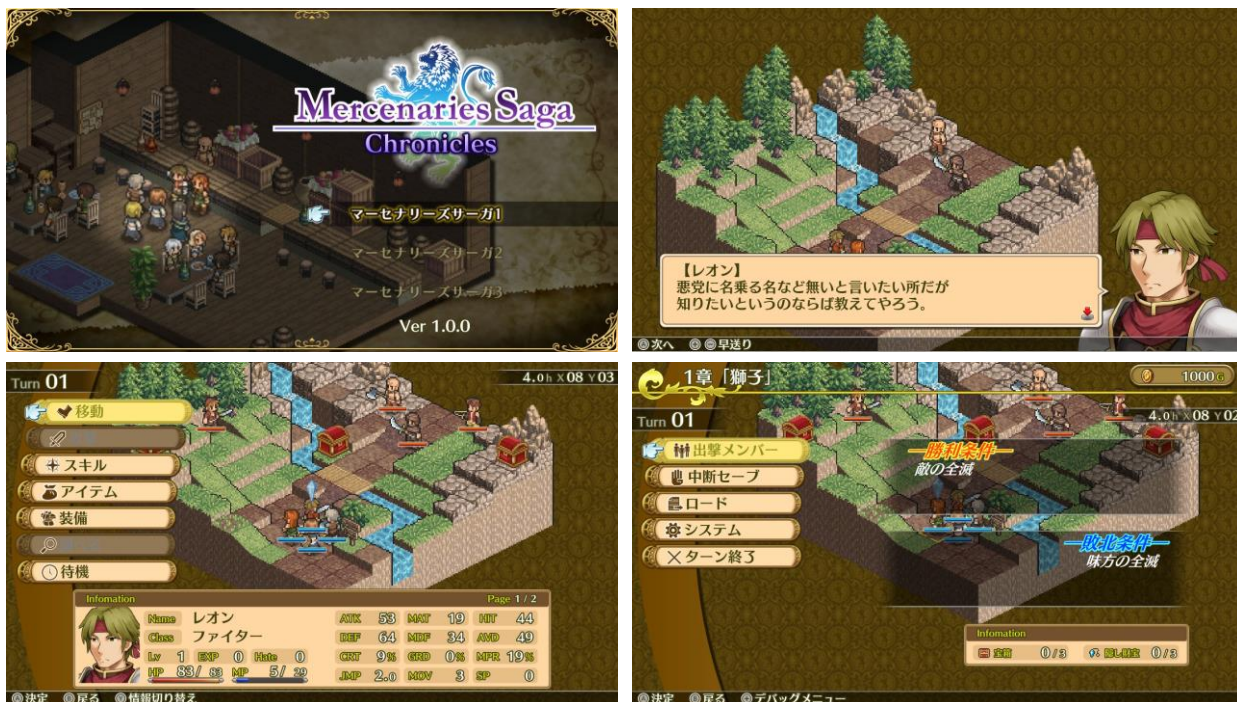 Mercenaries Saga
Chronicles
マーセナリーズサーガ1
マーセナリーズサーガ2
マーセナリーズサーガ3
Ver 1.0.0
【レオン】
悪党に名乗る名など無いと言いたい所だが
知りたいというのならば教えてやろう。
次へ 早送り
Turn 01
4.0h X08 Y03
移動
スキル
アイテム
装備
待機
Infomation Page 1/2
Name レオン
Class ファイター
Lv 1 EXP 0 Hate 0
HP 83/83 MP 5/29
ATK 53 MAT 19 HIT 44
DEF 64 MDF 34 AVD 49
CRT 9% GRD 0% MPR 19%
JMP 2.0 MOV 3 SP 0
決定 戻る 情報切り替え
1章「獅子」
1000G
Turn 01
4.0h X08 Y02
出撃メンバー
中断セーブ
ロード
システム
ターン終了
勝利条件
敵の全滅
敗北条件
味方の全滅
Infomation
宝箱 0/3 隠し財宝 0/3
決定 戻る デバッグメニュー